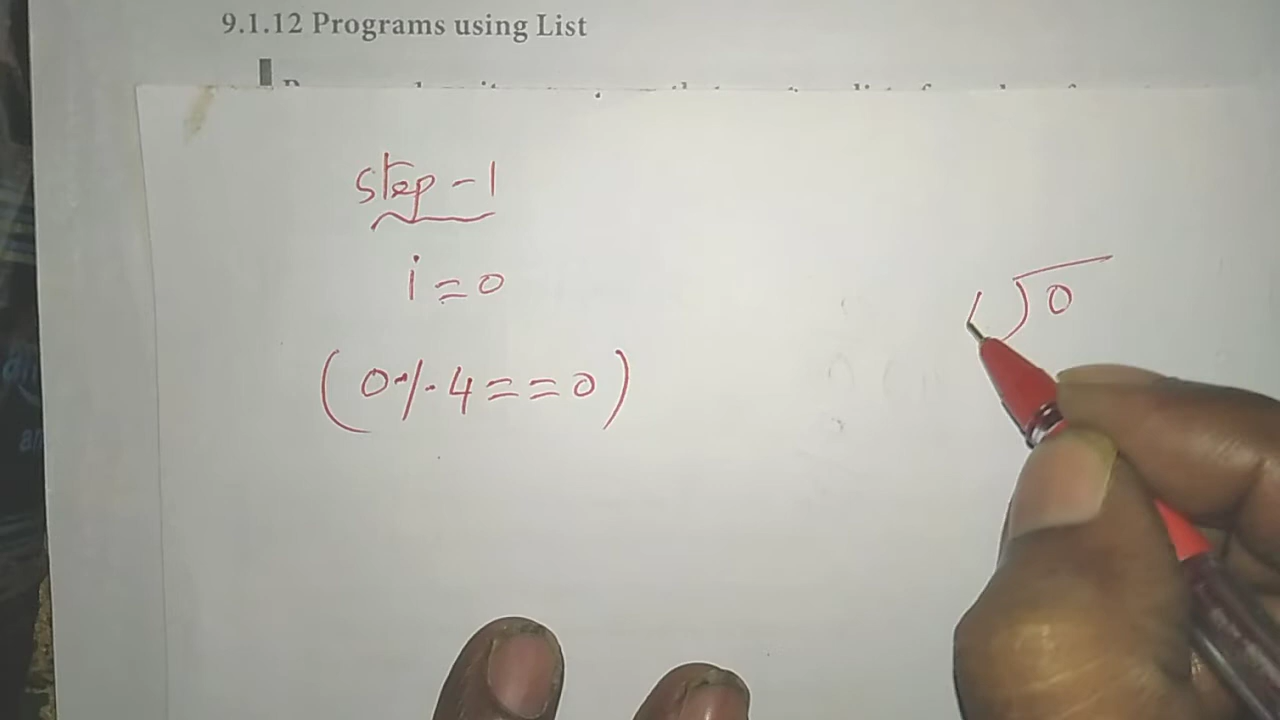 9.1.12 Programs using List
Step - 1
i = 0
0
(0 % 4 = = 0)